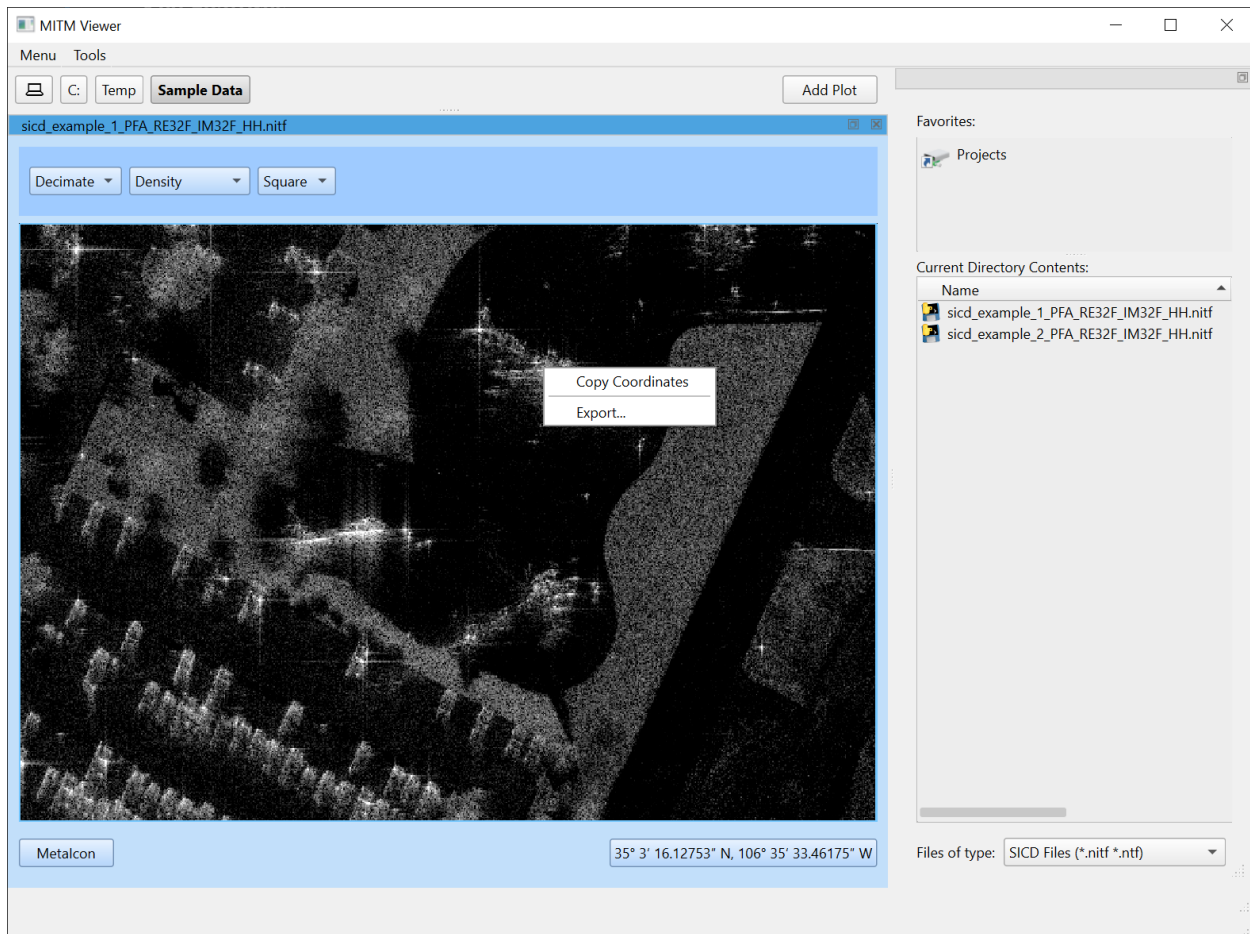 MITM Viewer
Menu Tools
C: Temp Sample Data Add Plot
sicd_example_1_PFA_RE32F_IM32F_HH.nitf
Decimate Density Square
Copy Coordinates
Export...
Metalcon 35° 3′ 16.12753″ N, 106° 35′ 33.46175″ W
Favorites:
Projects
Current Directory Contents:
Name
sicd_example_1_PFA_RE32F_IM32F_HH.nitf
sicd_example_2_PFA_RE32F_IM32F_HH.nitf
Files of type: SICD Files (*.nitf *.ntf)